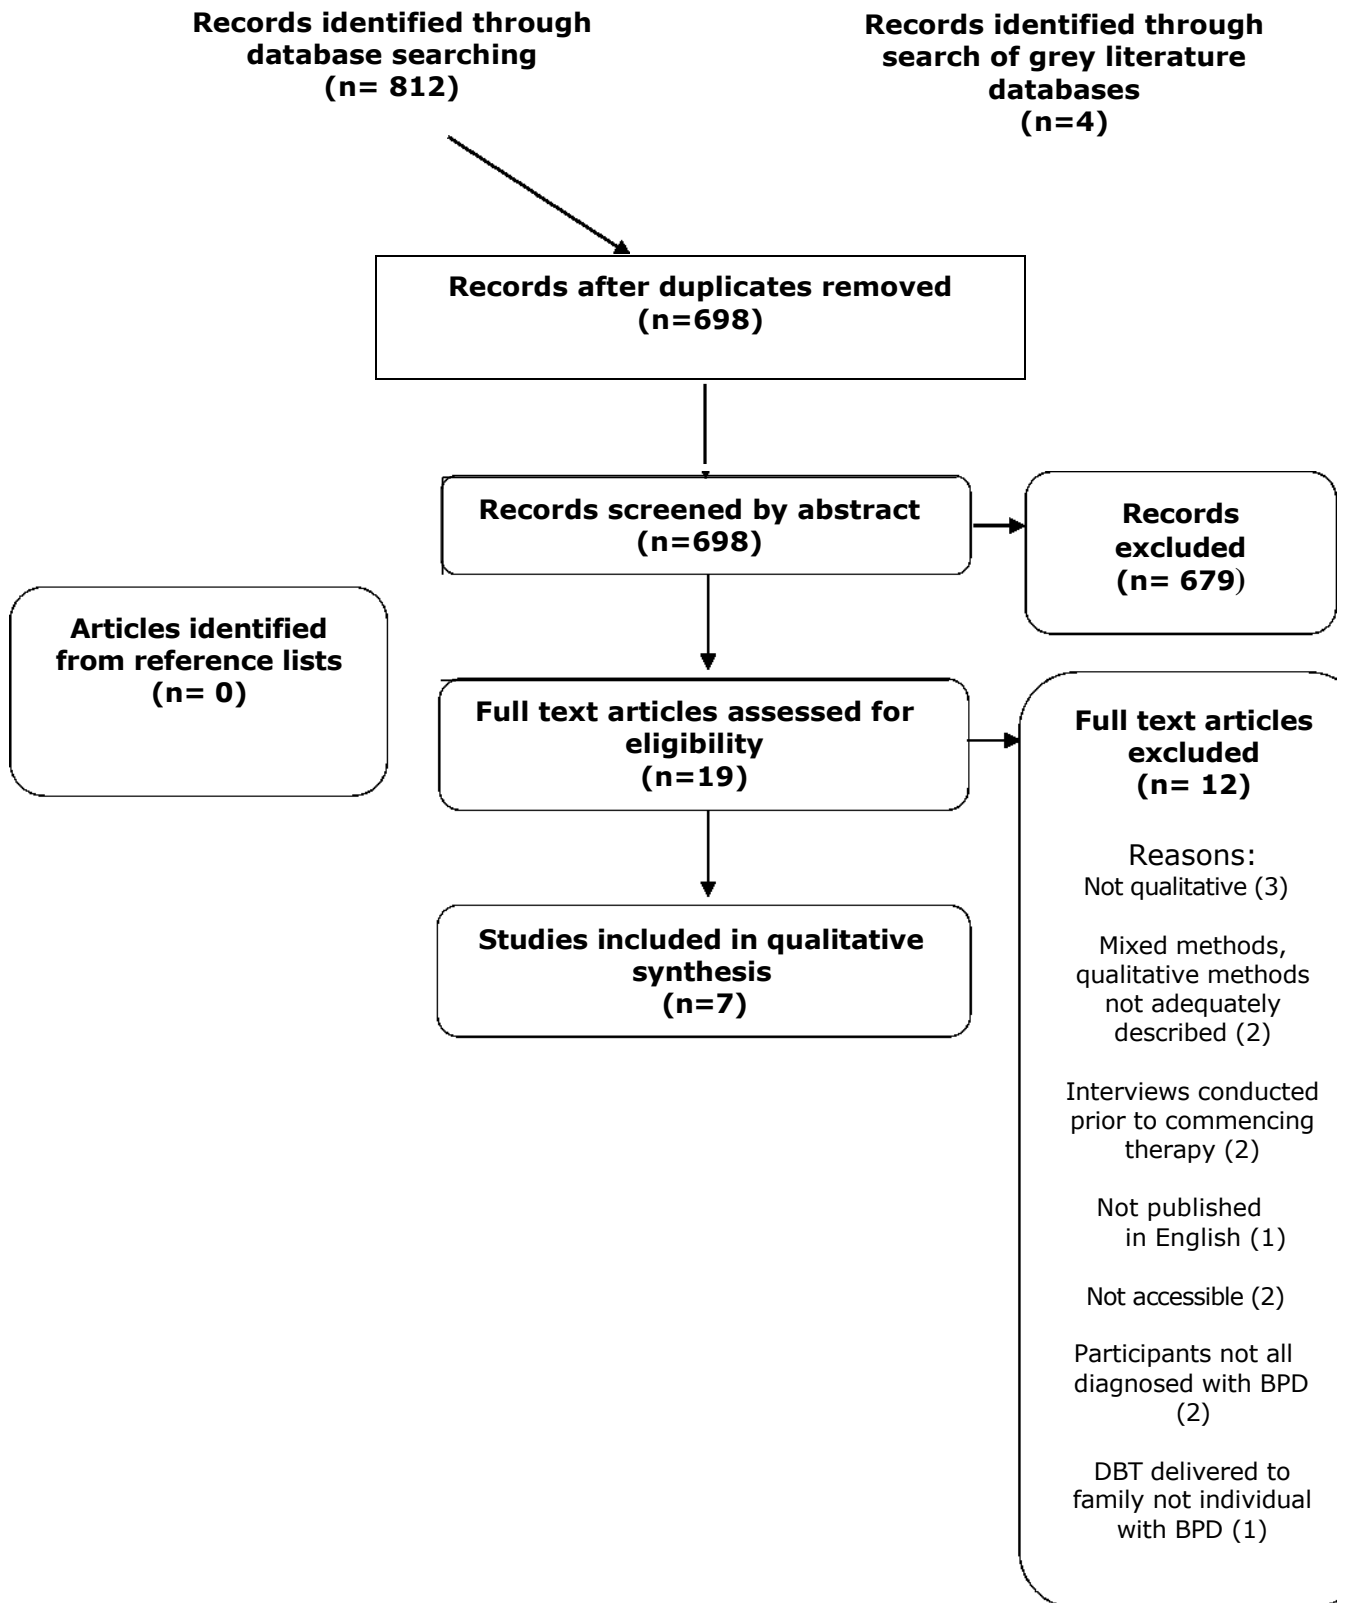 Records identified through
database searching
(n= 812)
Records identified through
search of grey literature
databases
(n=4)
Records after duplicates removed
(n=698)
Records screened by abstract
(n=698)
Records
excluded
(n= 679)
Articles identified
from reference lists
(n= 0)
Full text articles assessed for
eligibility
(n=19)
Full text articles
excluded
(n= 12)
Reasons:
Not qualitative (3)
Mixed methods,
qualitative methods
not adequately
described (2)
Interviews conducted
prior to commencing
therapy (2)
Not published
in English (1)
Not accessible (2)
Participants not all
diagnosed with BPD
(2)
DBT delivered to
family not individual
with BPD (1)
Studies included in qualitative
synthesis
(n=7)